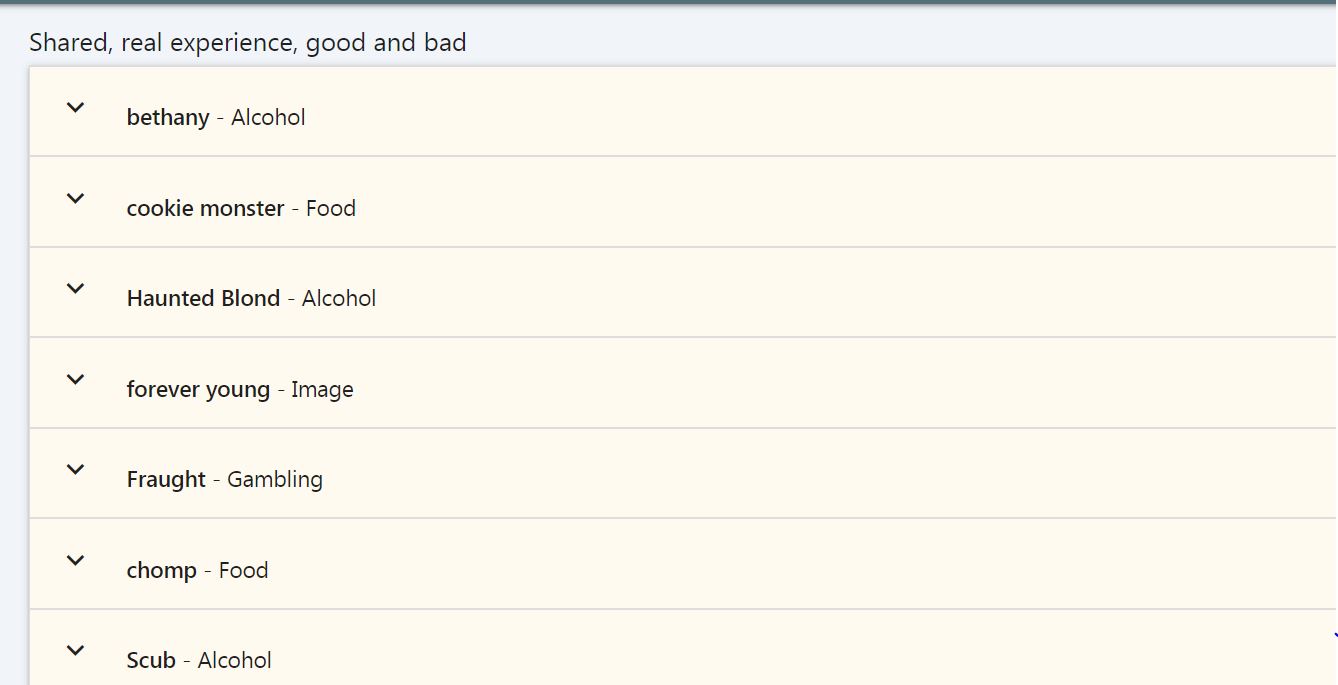 Shared, real experience, good and bad
bethany - Alcohol
cookie monster - Food
Haunted Blond - Alcohol
forever young - Image
Fraught - Gambling
chomp - Food
Scub - Alcohol